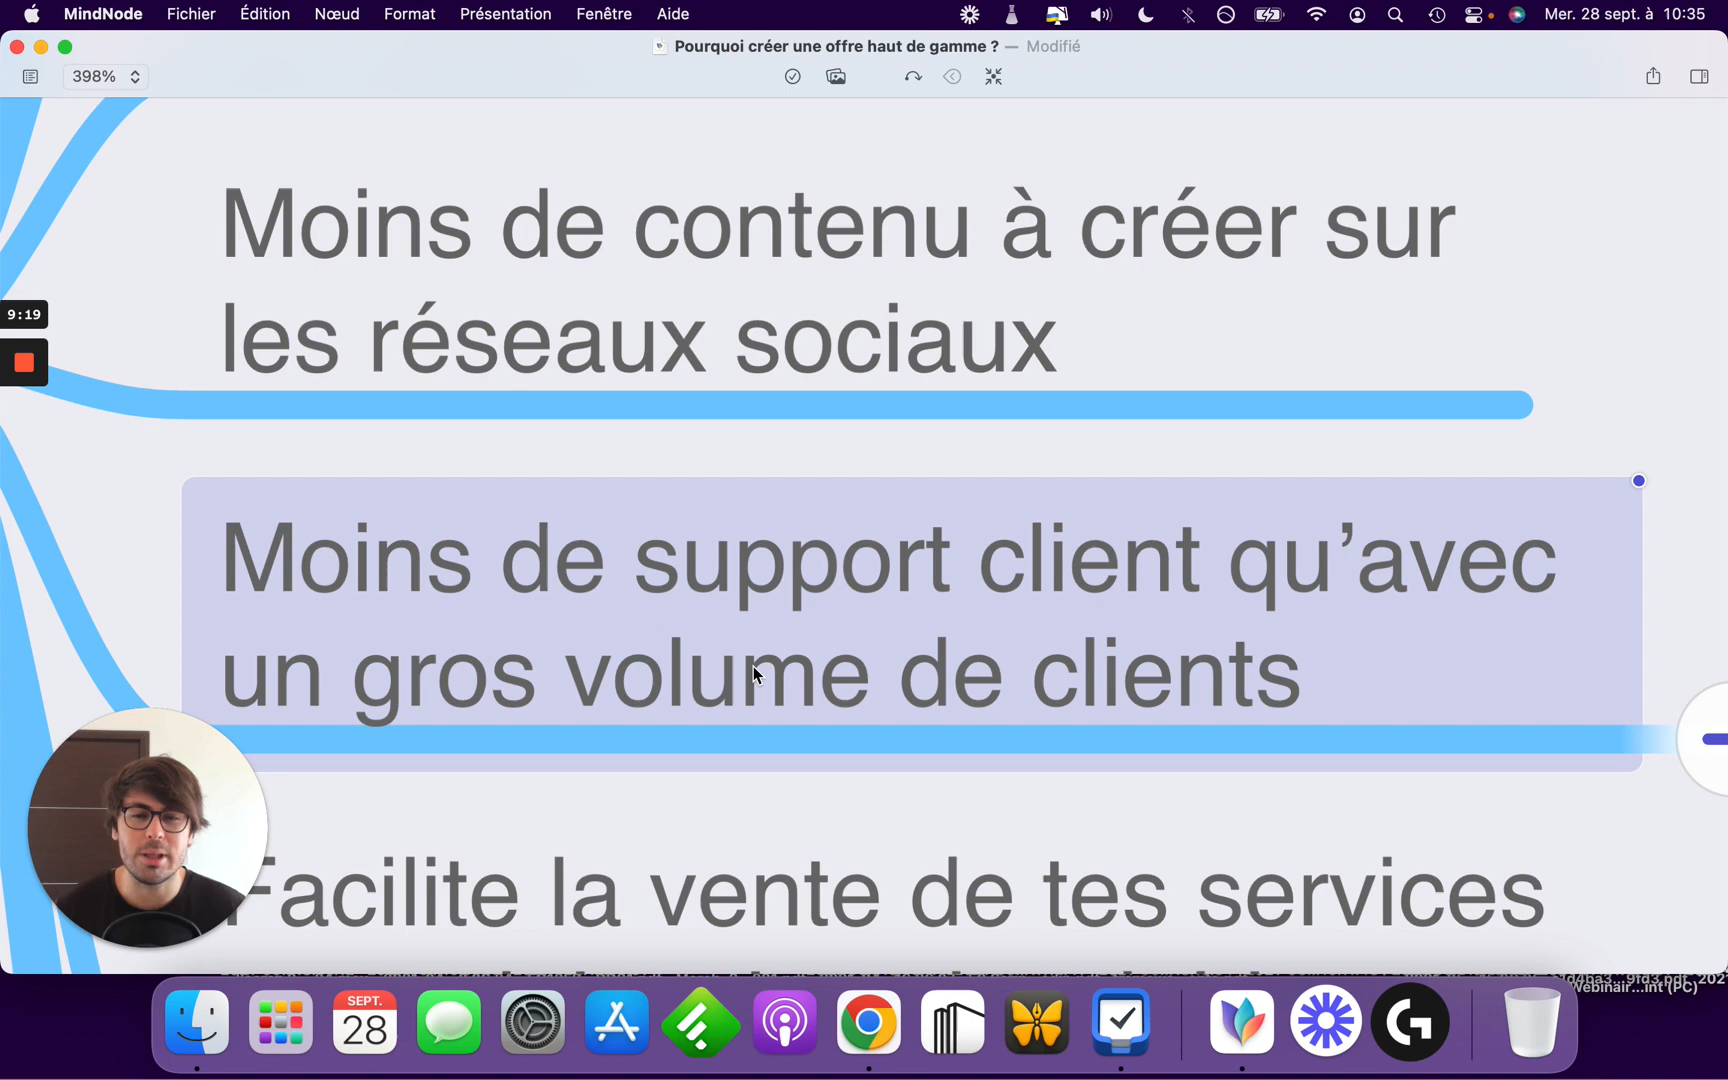 MindNode Fichier Édition Nœud Format Présentation Fenêtre Aide Mer. 28 sept. à 10:35
Pourquoi créer une offre haut de gamme ? — Modifié
398%
Moins de contenu à créer sur
les réseaux sociaux
9:19
Moins de support client qu’avec
un gros volume de clients
Facilite la vente de tes services
SEPT.
28